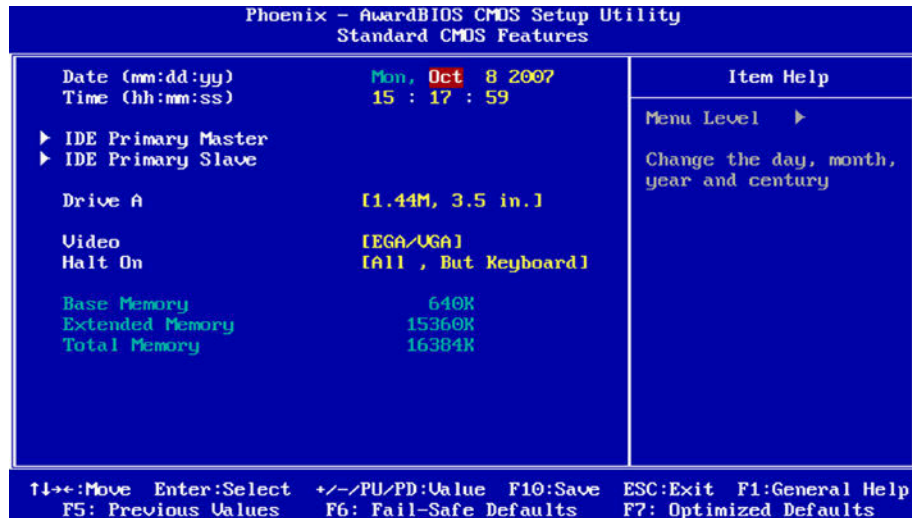 Phoenix - AwardBIOS CMOS Setup Utility
Standard CMOS Features
Date (mm:dd:yy) Mon, Oct 8 2007
Time (hh:mm:ss) 15 : 17 : 59
▶ IDE Primary Master
▶ IDE Primary Slave
Drive A [1.44M, 3.5 in.]
Video [EGA/VGA]
Halt On [All , But Keyboard]
Base Memory 640K
Extended Memory 15360K
Total Memory 16384K
Item Help
Menu Level ▶
Change the day, month,
year and century
↑↓→←:Move Enter:Select +/-/PU/PD:Value F10:Save ESC:Exit F1:General Help
F5: Previous Values F6: Fail-Safe Defaults F7: Optimized Defaults